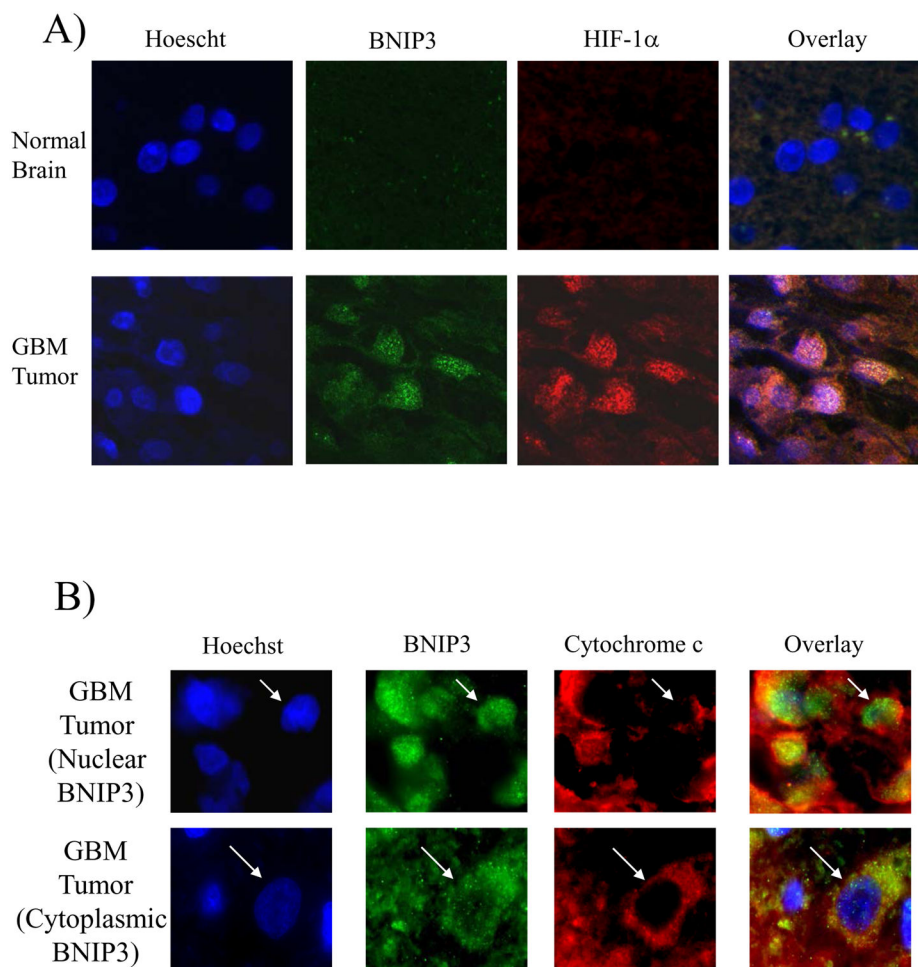 A)
Hoescht BNIP3 HIF-1α Overlay
Normal
Brain
GBM
Tumor
B)
Hoechst BNIP3 Cytochrome c Overlay
GBM
Tumor
(Nuclear
BNIP3)
GBM
Tumor
(Cytoplasmic
BNIP3)